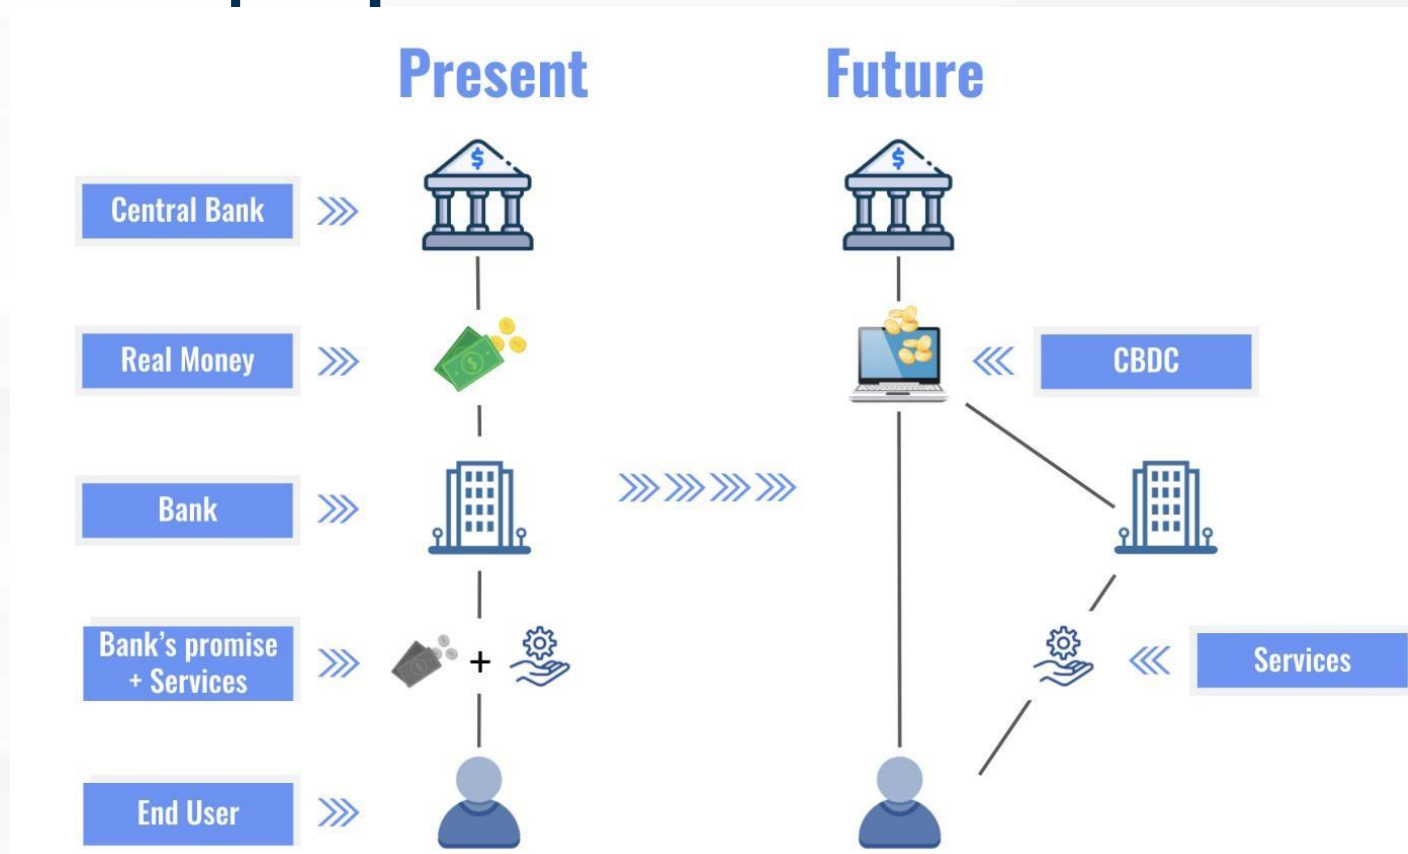 Present
Future
Central Bank
Real Money
CBDC
Bank
Bank's promise
+ Services
+
Services
End User